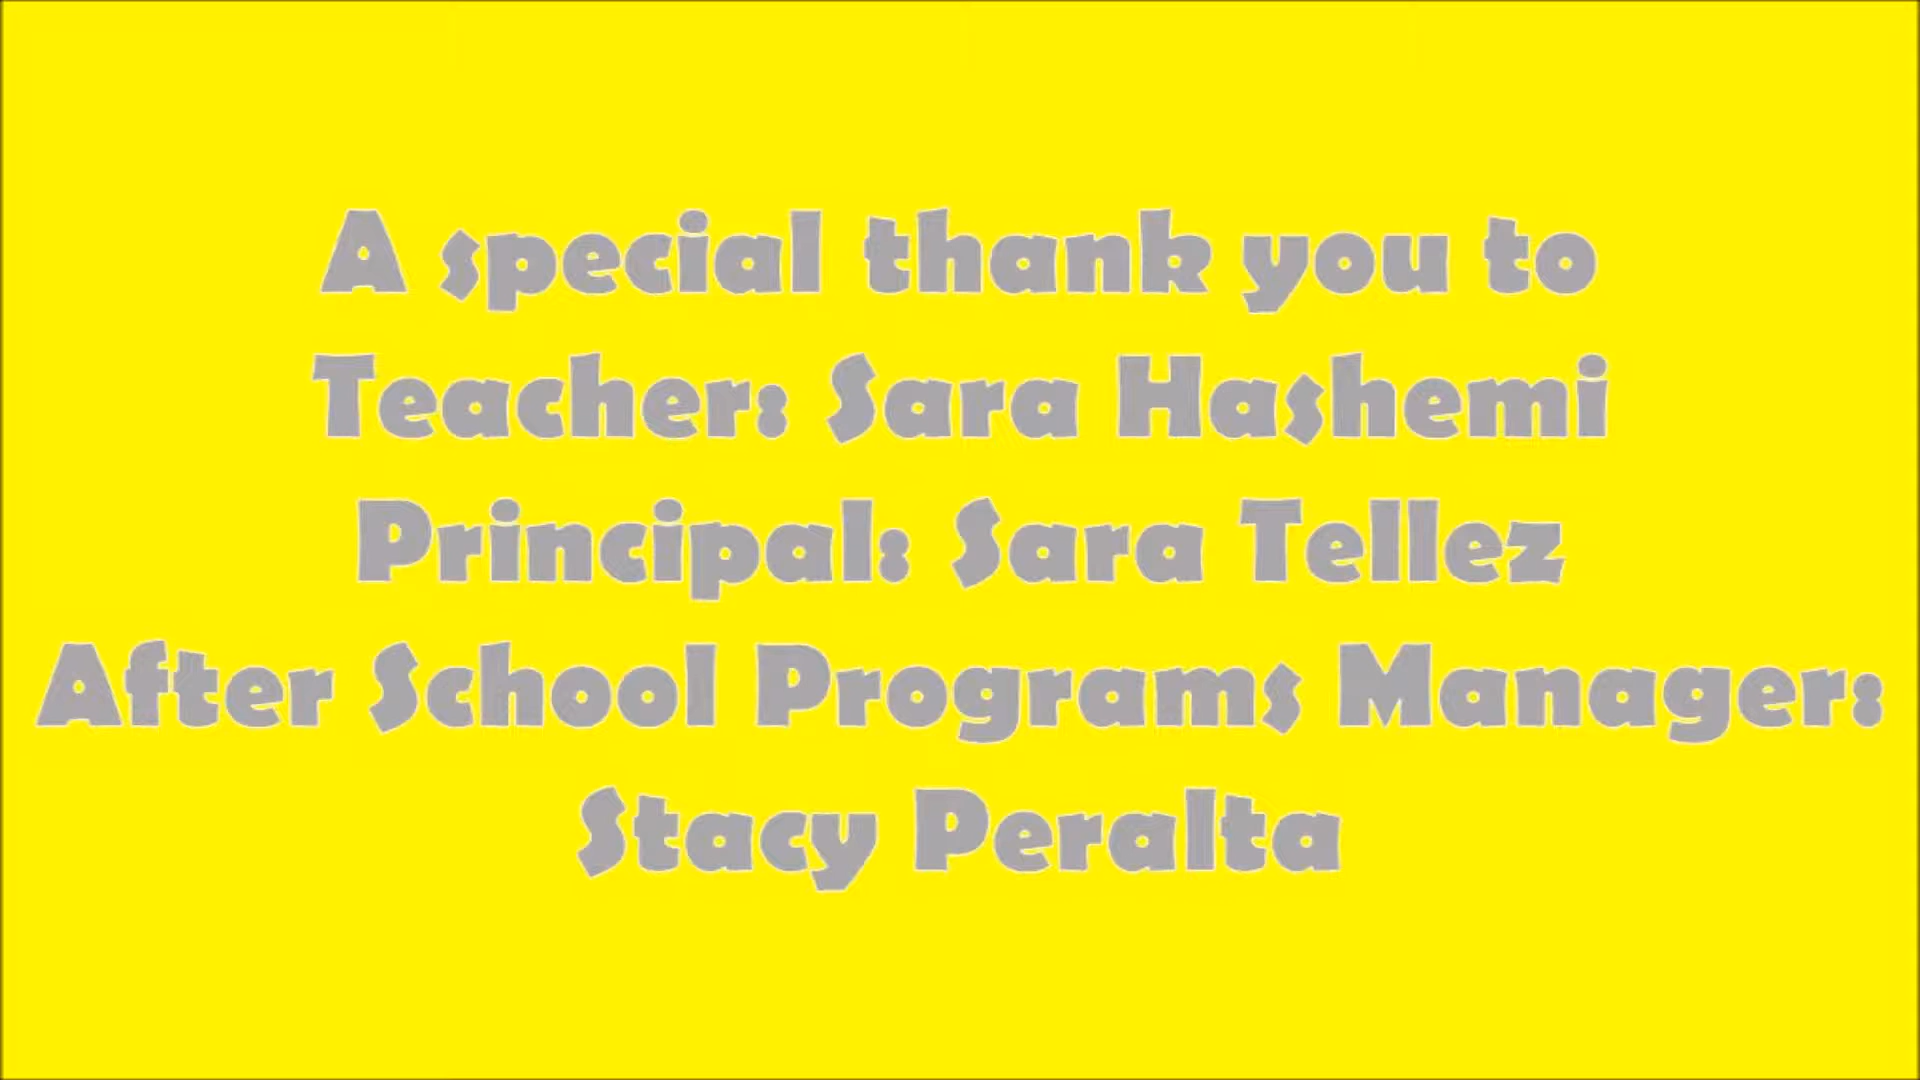 A special thank you to
Teacher: Sara Hashemi
Principal: Sara Tellez
After School Programs Manager:
Stacy Peralta